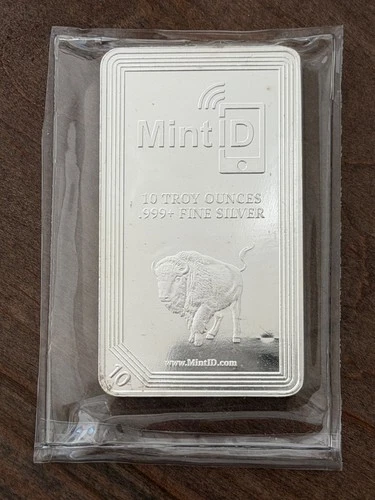 MintID
10 TROY OUNCES
.999+ FINE SILVER
www.MintID.com
10